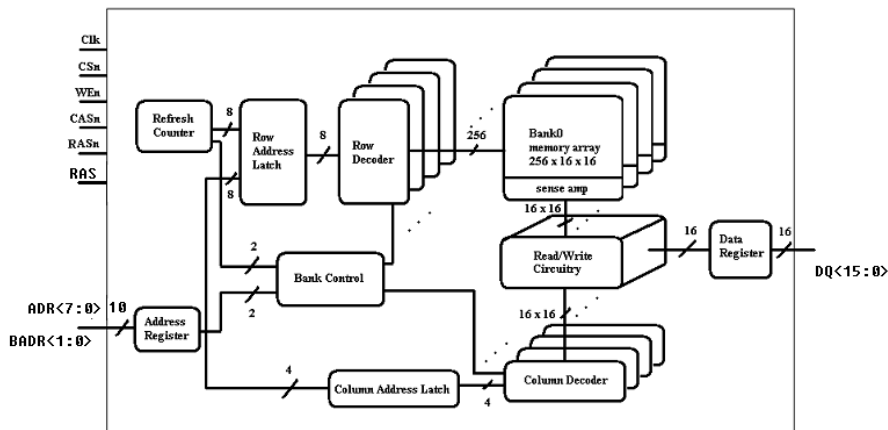 Clk
CSn
WEn
CASn
RASn
RAS
Refresh
Counter
8
8
Row
Address
Latch
8
Row
Decoder
256
Bank0
memory array
256 x 16 x 16
sense amp
16 x 16
Read/Write
Circuitry
16
Data
Register
16
DQ<15:0>
2
Bank Control
2
ADR<7:0>
10
BADR<1:0>
Address
Register
16 x 16
4
Column Address Latch
4
Column Decoder